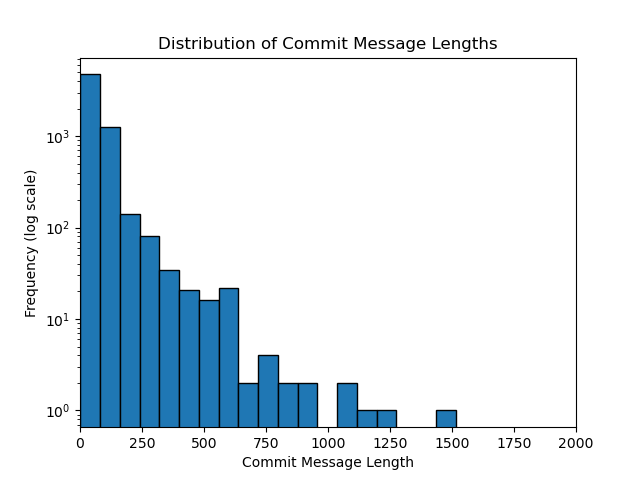 Distribution of Commit Message Lengths
Frequency (log scale)
10³
10²
10¹
10⁰
0 250 500 750 1000 1250 1500 1750 2000
Commit Message Length